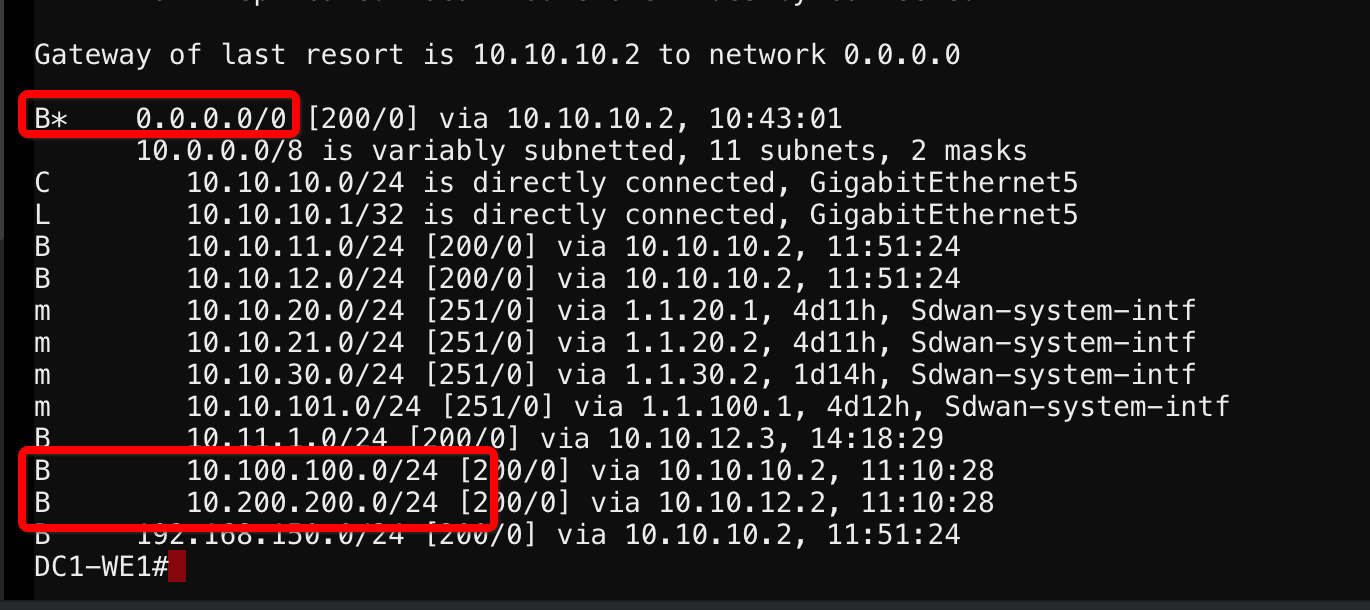 Gateway of last resort is 10.10.10.2 to network 0.0.0.0
B*    0.0.0.0/0 [200/0] via 10.10.10.2, 10:43:01
      10.0.0.0/8 is variably subnetted, 11 subnets, 2 masks
C        10.10.10.0/24 is directly connected, GigabitEthernet5
L        10.10.10.1/32 is directly connected, GigabitEthernet5
B        10.10.11.0/24 [200/0] via 10.10.10.2, 11:51:24
B        10.10.12.0/24 [200/0] via 10.10.10.2, 11:51:24
m        10.10.20.0/24 [251/0] via 1.1.20.1, 4d11h, Sdwan-system-intf
m        10.10.21.0/24 [251/0] via 1.1.20.2, 4d11h, Sdwan-system-intf
m        10.10.30.0/24 [251/0] via 1.1.30.2, 1d14h, Sdwan-system-intf
m        10.10.101.0/24 [251/0] via 1.1.100.1, 4d12h, Sdwan-system-intf
B        10.11.1.0/24 [200/0] via 10.10.12.3, 14:18:29
B        10.100.100.0/24 [200/0] via 10.10.10.2, 11:10:28
B        10.200.200.0/24 [200/0] via 10.10.12.2, 11:10:28
B     192.168.150.0/24 [200/0] via 10.10.10.2, 11:51:24
DC1-WE1#